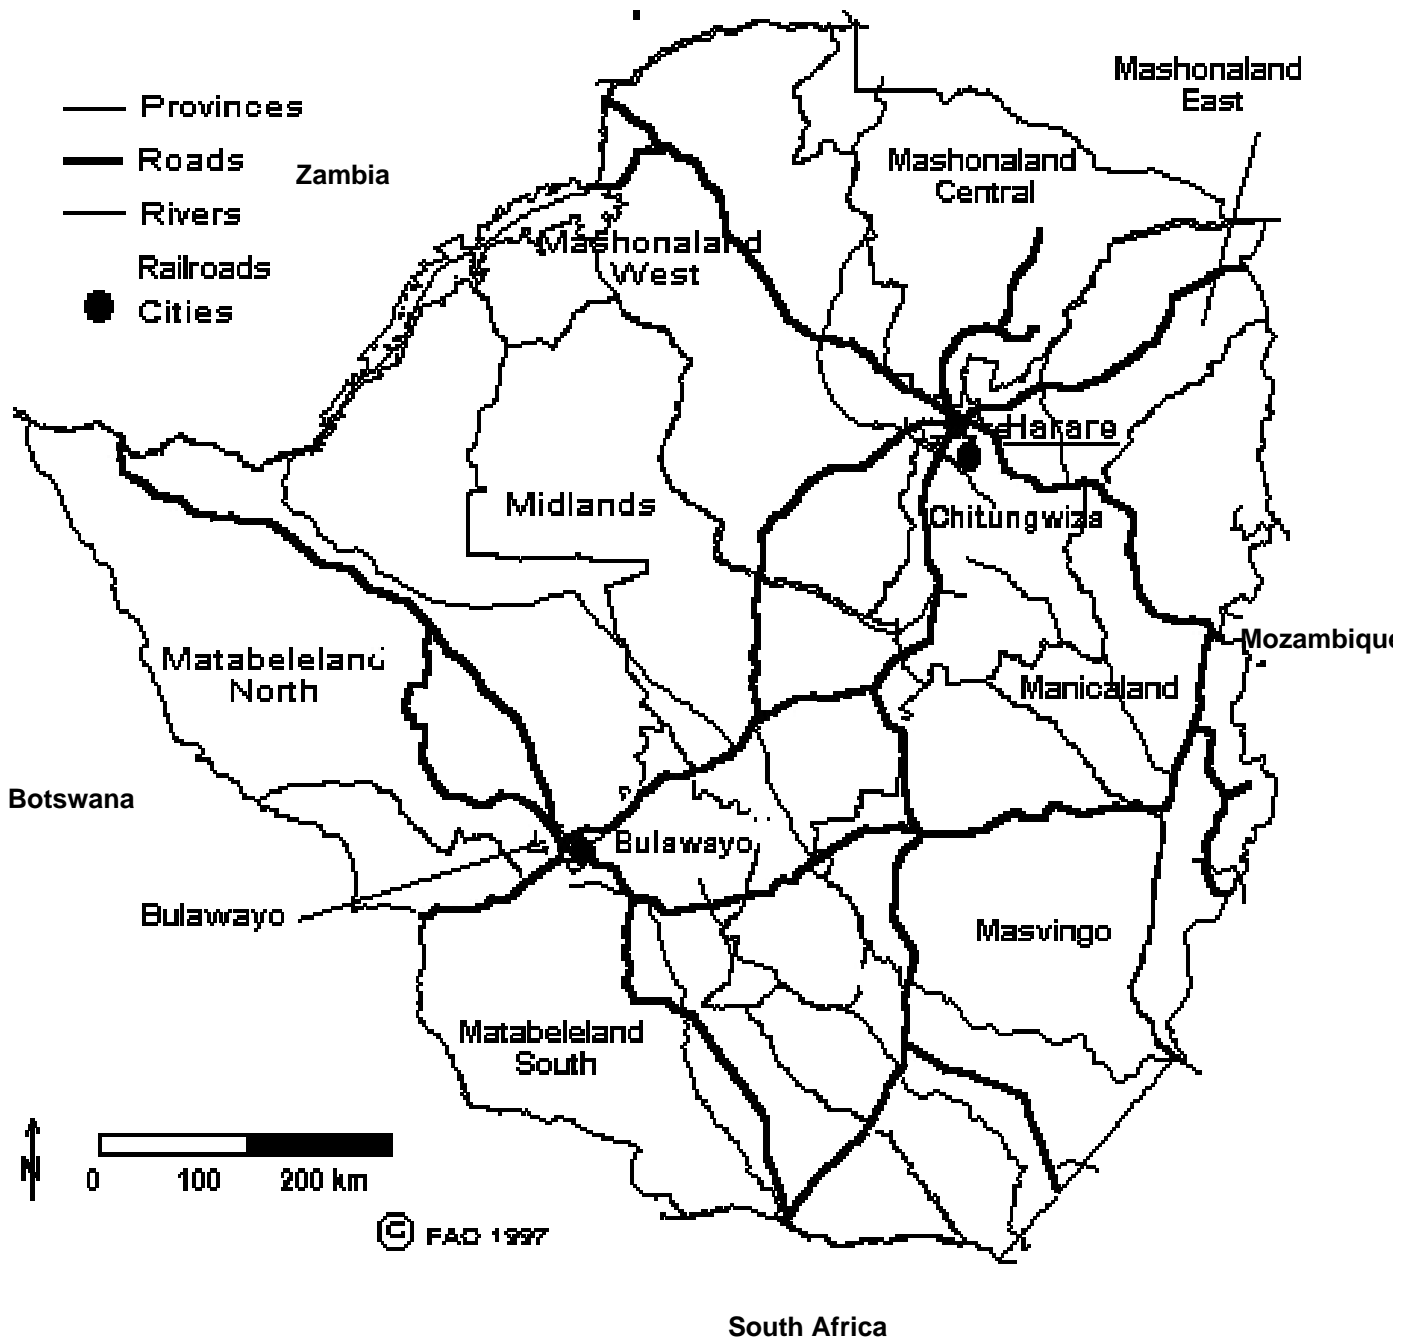 Mashonaland
East
Provinces
Roads
Zambia
Mashonaland
Central
Rivers
Mashonaland
West
Railroads
Cities
Harare
Midlands
Chitungwiza
Mozambique
Matabeleland
North
Manicaland
Botswana
Bulawayo
Bulawayo
Masvingo
Matabeleland
South
N
0 100 200 km
© FAO 1997
South Africa